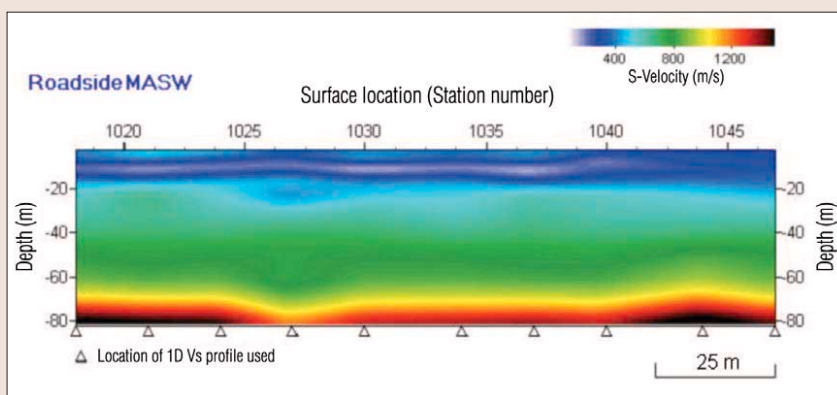 400 800 1200
S-Velocity (m/s)
Roadside MASW
Surface location (Station number)
1020 1025 1030 1035 1040 1045
Depth (m)
-20 -20
-40 -40
-60 -60
-80 -80
Depth (m)
Location of 1D Vs profile used
25 m